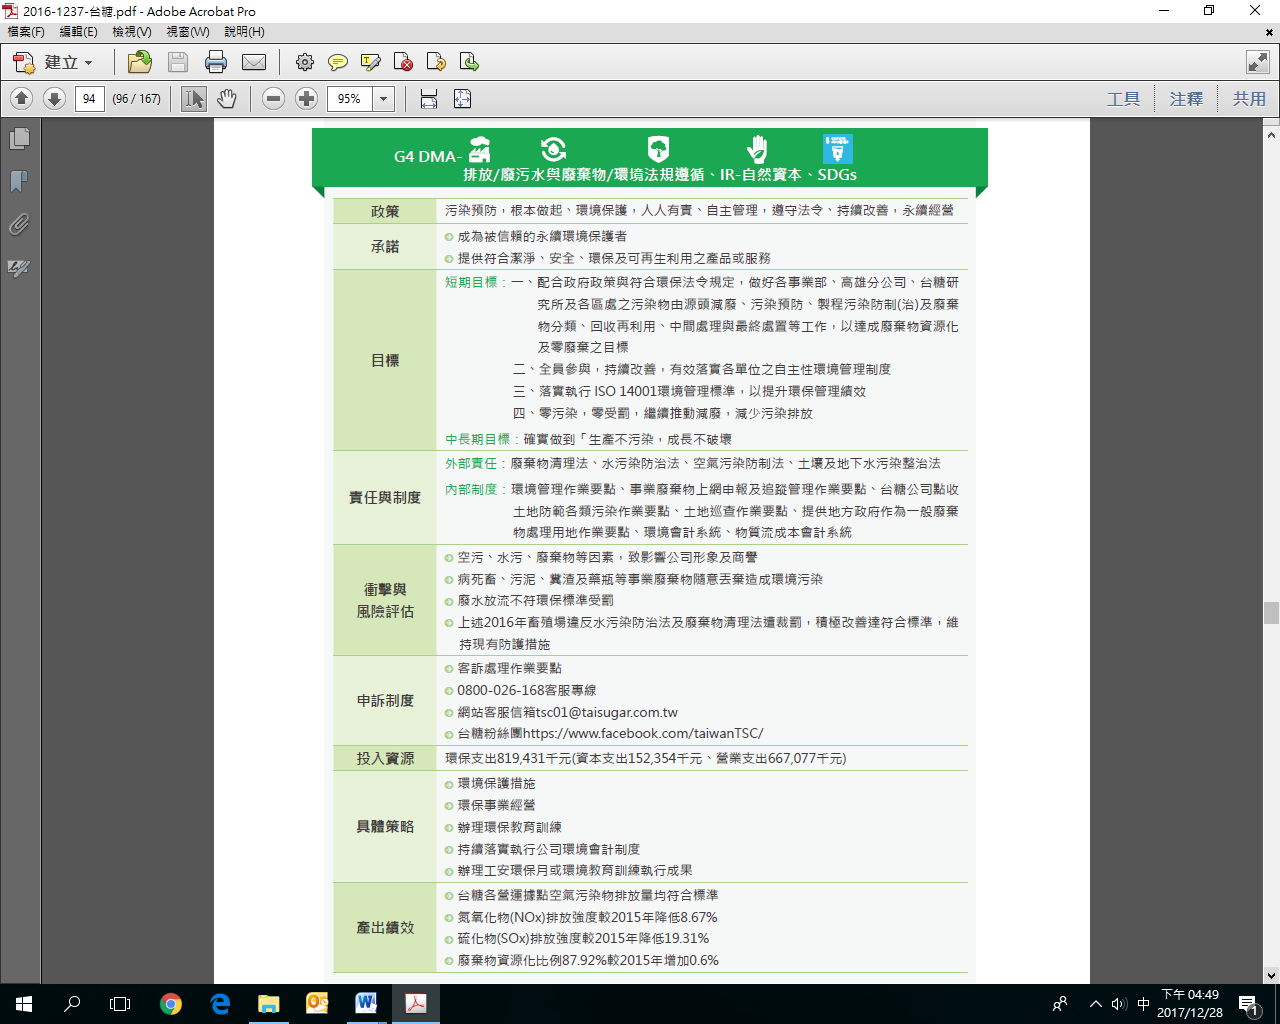 2016-1237-台糖.pdf - Adobe Acrobat Pro
檔案(F) 編輯(E) 檢視(V) 視窗(W) 說明(H)
建立
94 (96 / 167) 95% 工具 注釋 共用
G4 DMA-
排放/廢污水與廢棄物/環境法規遵循、IR-自然資本、SDGs
政策 污染預防，根本做起、環境保護，人人有責、自主管理，遵守法令、持續改善，永續經營
承諾
成為被信賴的永續環境保護者
提供符合潔淨、安全、環保及可再生利用之產品或服務
目標
短期目標：一、配合政府政策與符合環保法令規定，做好各事業部、高雄分公司、台糖研
究所及各區處之污染物由源頭減廢、污染預防、製程污染防制(治)及廢棄
物分類、回收再利用、中間處理與最終處置等工作，以達成廢棄物資源化
及零廢棄之目標
二、全員參與，持續改善，有效落實各單位之自主性環境管理制度
三、落實執行 ISO 14001環境管理標準，以提升環保管理績效
四、零污染，零受罰，繼續推動減廢，減少污染排放
中長期目標：確實做到「生產不污染，成長不破壞
責任與制度
外部責任：廢棄物清理法、水污染防治法、空氣污染防制法、土壤及地下水污染整治法
內部制度：環境管理作業要點、事業廢棄物上網申報及追蹤管理作業要點、台糖公司點收
土地防範各類污染作業要點、土地巡查作業要點、提供地方政府作為一般廢棄
物處理用地作業要點、環境會計系統、物質流成本會計系統
衝擊與
風險評估
空污、水污、廢棄物等因素，致影響公司形象及商譽
病死畜、污泥、糞渣及藥瓶等事業廢棄物隨意丟棄造成環境污染
廢水放流不符環保標準受罰
上述2016年畜殖場違反水污染防治法及廢棄物清理法遭裁罰，積極改善達符合標準，維
持現有防護措施
申訴制度
客訴處理作業要點
0800-026-168客服專線
網站客服信箱tsc01@taisugar.com.tw
台糖粉絲團https://www.facebook.com/taiwanTSC/
投入資源 環保支出819,431千元(資本支出152,354千元、營業支出667,077千元)
具體策略
環境保護措施
環保事業經營
辦理環保教育訓練
持續落實執行公司環境會計制度
辦理工安環保月或環境教育訓練執行成果
產出績效
台糖各營運據點空氣污染物排放量均符合標準
氮氧化物(NOx)排放強度較2015年降低8.67%
硫化物(SOx)排放強度較2015年降低19.31%
廢棄物資源化比例87.92%較2015年增加0.6%
中 下午 04:49
2017/12/28 1